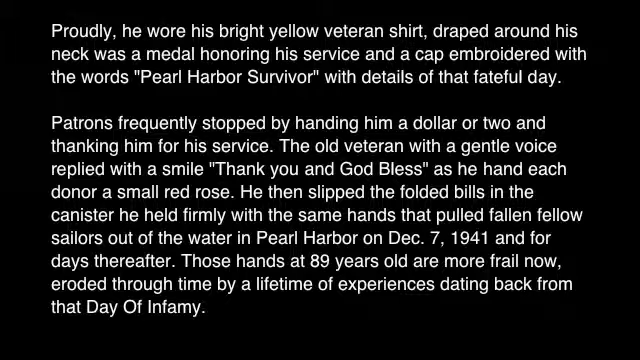 Proudly, he wore his bright yellow veteran shirt, draped around his
neck was a medal honoring his service and a cap embroidered with
the words "Pearl Harbor Survivor" with details of that fateful day.
Patrons frequently stopped by handing him a dollar or two and
thanking him for his service. The old veteran with a gentle voice
replied with a smile "Thank you and God Bless" as he hand each
donor a small red rose. He then slipped the folded bills in the
canister he held firmly with the same hands that pulled fallen fellow
sailors out of the water in Pearl Harbor on Dec. 7, 1941 and for
days thereafter. Those hands at 89 years old are more frail now,
eroded through time by a lifetime of experiences dating back from
that Day Of Infamy.